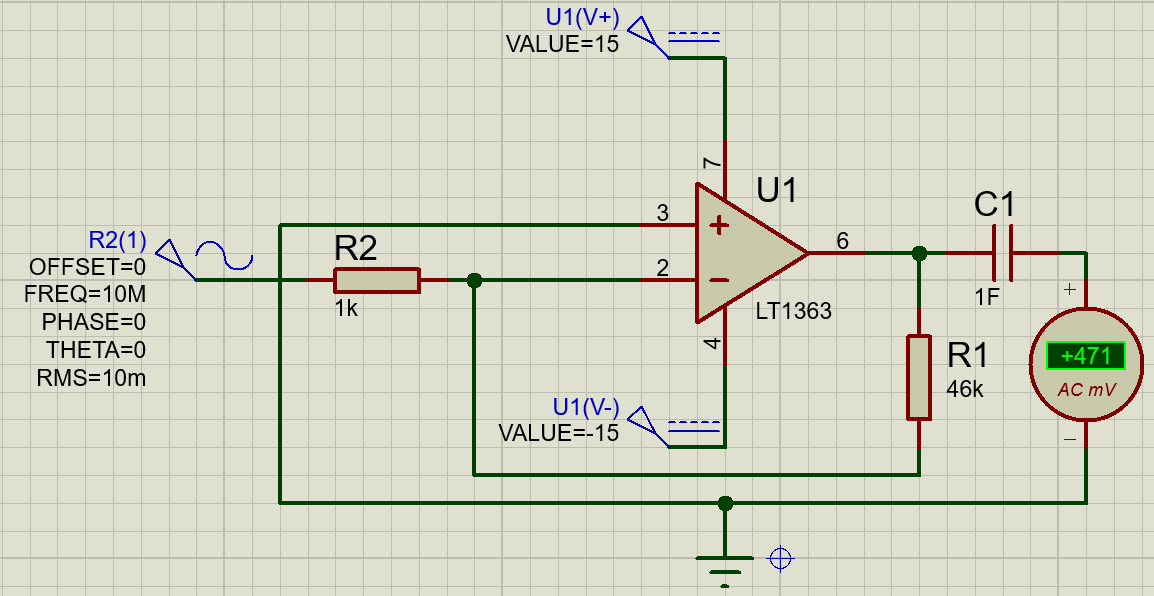 U1(V+)
VALUE=15
7
U1
3
+
C1
R2(1)
OFFSET=0
FREQ=10M
PHASE=0
THETA=0
RMS=10m
R2
1k
2
−
6
1F
+
LT1363
4
R1
46k
+471
AC mV
−
U1(V-)
VALUE=-15